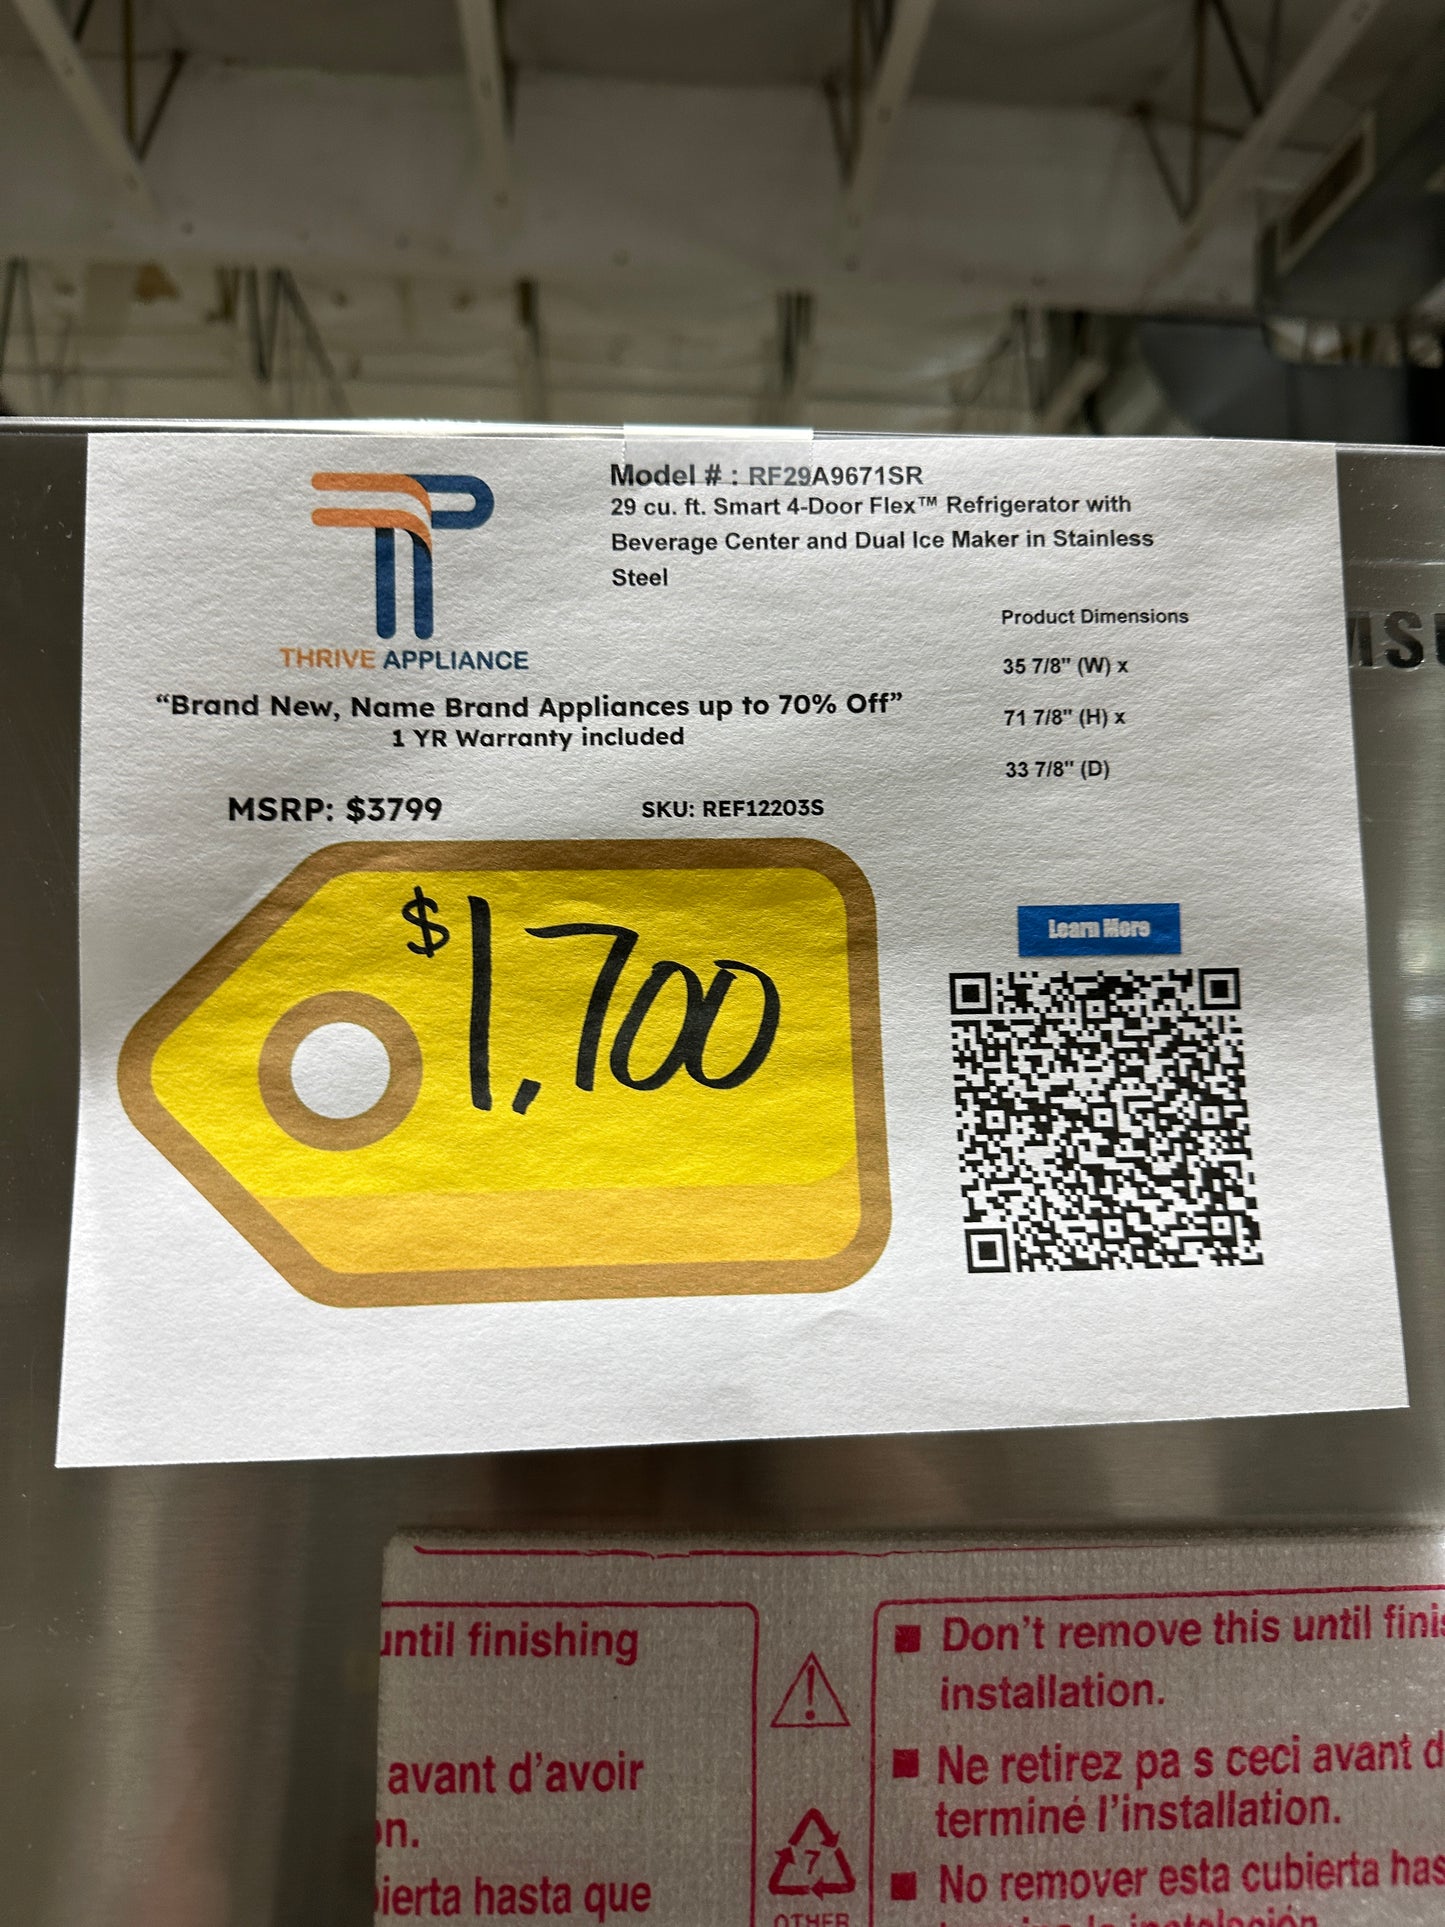 Model # : RF29A9671SR
29 cu. ft. Smart 4-Door Flex™ Refrigerator with
Beverage Center and Dual Ice Maker in Stainless
Steel
THRIVE APPLIANCE
“Brand New, Name Brand Appliances up to 70% Off”
1 YR Warranty included
Product Dimensions
35 7/8" (W) x
71 7/8" (H) x
33 7/8" (D)
MSRP: $3799
SKU: REF12203S
$1,700
Learn More
until finishing
avant d'avoir
n.
ierta hasta que
7
OTHER
■ Don't remove this until finis
installation.
■ Ne retirez pa s ceci avant d
terminé l'installation.
■ No remover esta cubierta has